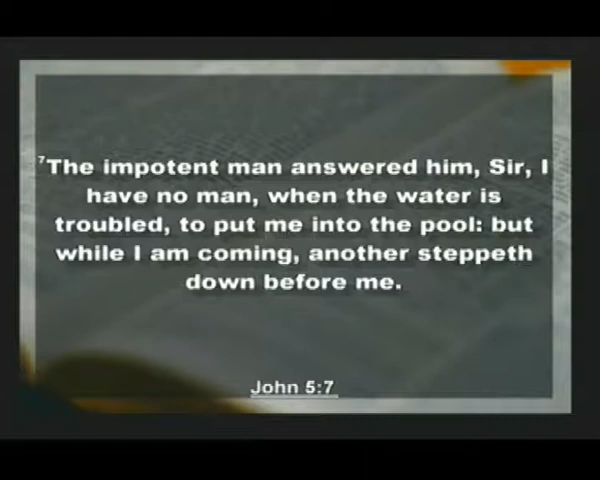 ⁷The impotent man answered him, Sir, I
have no man, when the water is
troubled, to put me into the pool: but
while I am coming, another steppeth
down before me.
John 5:7